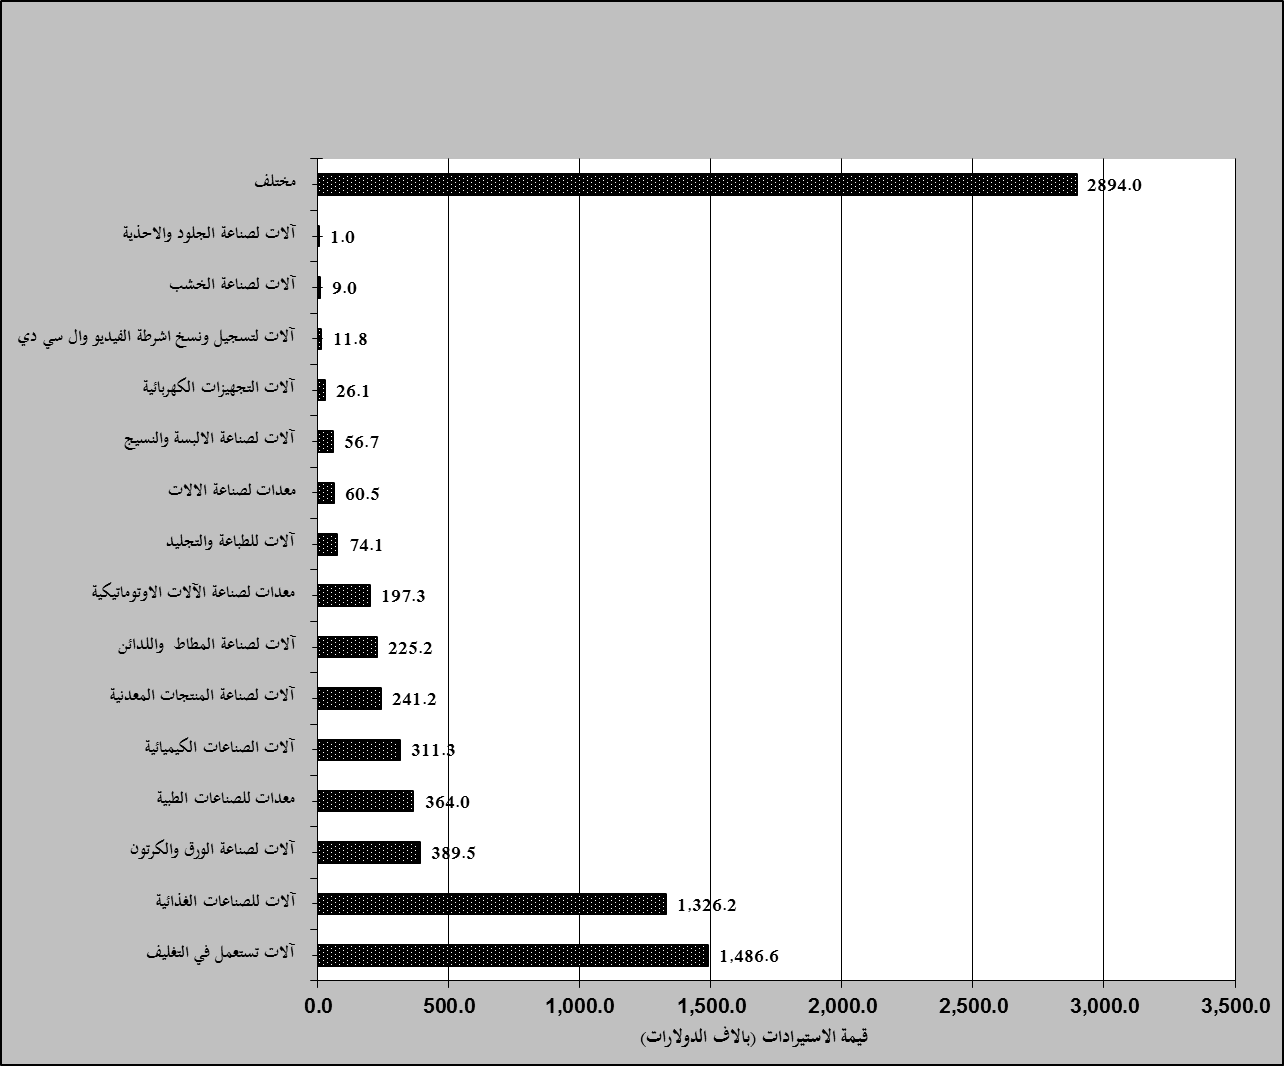 مختلف 2894.0
آلات لصناعة الجلود والاحذية 1.0
آلات لصناعة الخشب 9.0
آلات لتسجيل ونسخ اشرطة الفيديو وال سي دي 11.8
آلات التجهيزات الكهربائية 26.1
آلات لصناعة الالبسة والنسيج 56.7
معدات لصناعة الالات 60.5
آلات للطباعة والتجليد 74.1
معدات لصناعة الآلات الاوتوماتيكية 197.3
آلات لصناعة المطاط واللدائن 225.2
آلات لصناعة المنتجات المعدنية 241.2
آلات الصناعات الكيميائية 311.3
معدات للصناعات الطبية 364.0
آلات لصناعة الورق والكرتون 389.5
آلات للصناعات الغذائية 1,326.2
آلات تستعمل في التغليف 1,486.6
0.0 500.0 1,000.0 1,500.0 2,000.0 2,500.0 3,000.0 3,500.0
قيمة الاستيرادات (بالاف الدولارات)